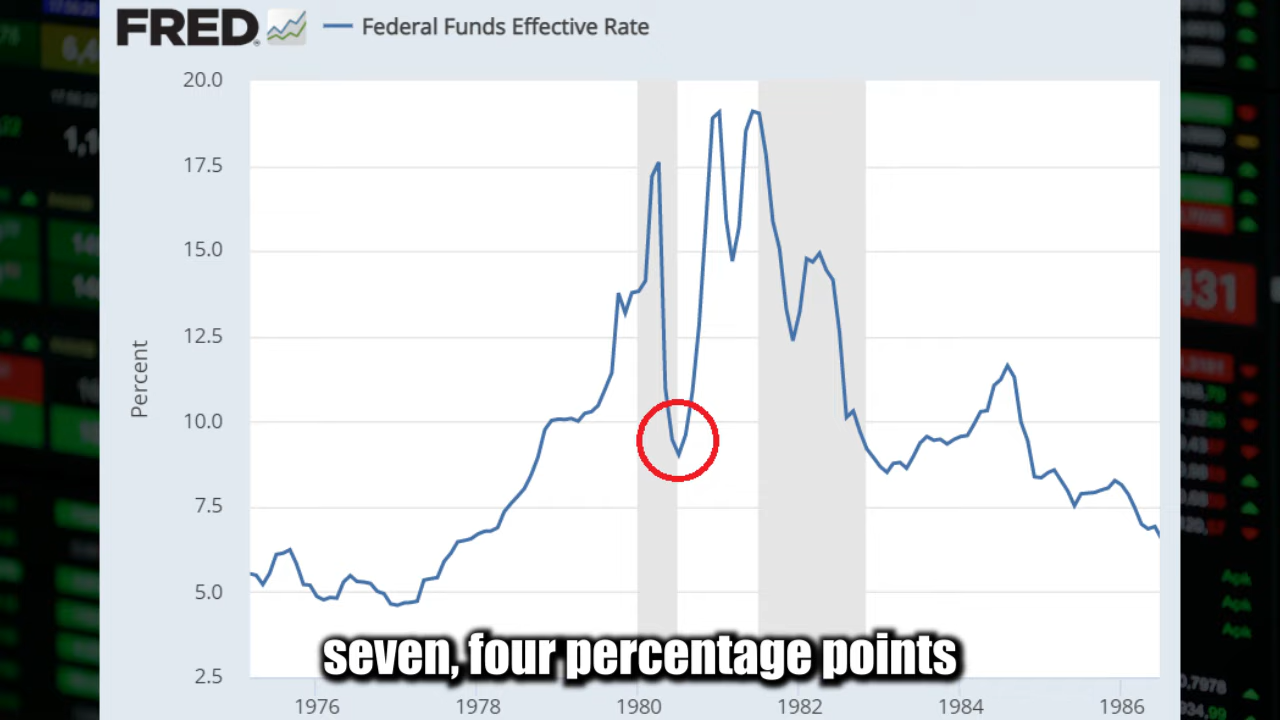 FRED
Federal Funds Effective Rate
20.0
17.5
15.0
12.5
10.0
7.5
5.0
2.5
Percent
1976 1978 1980 1982 1984 1986
seven, four percentage points
431